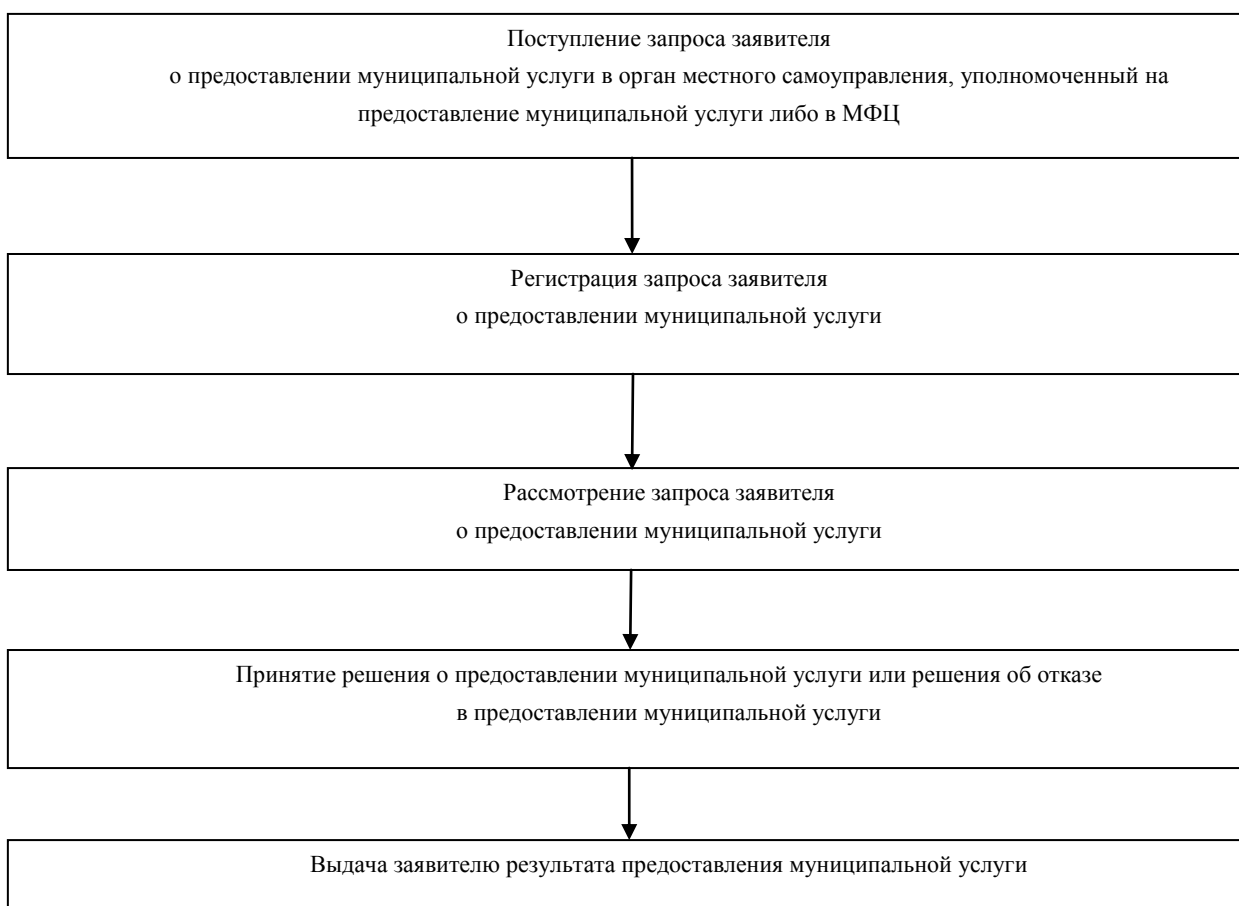 Поступление запроса заявителя
о предоставлении муниципальной услуги в орган местного самоуправления, уполномоченный на
предоставление муниципальной услуги либо в МФЦ
Регистрация запроса заявителя
о предоставлении муниципальной услуги
Рассмотрение запроса заявителя
о предоставлении муниципальной услуги
Принятие решения о предоставлении муниципальной услуги или решения об отказе
в предоставлении муниципальной услуги
Выдача заявителю результата предоставления муниципальной услуги